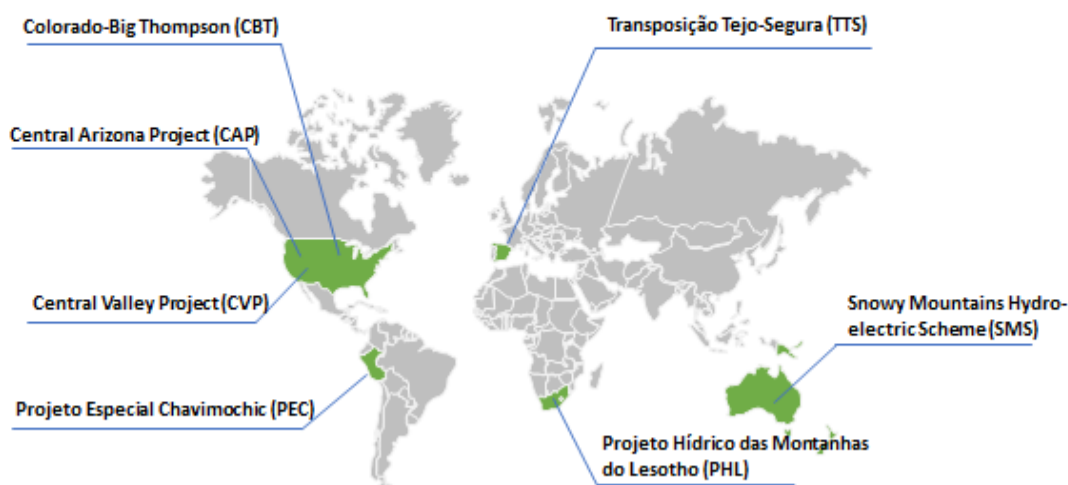 Colorado-Big Thompson (CBT)
Transposição Tejo-Segura (TTS)
Central Arizona Project (CAP)
Central Valley Project (CVP)
Snowy Mountains Hydro-
electric Scheme (SMS)
Projeto Especial Chavimochic (PEC)
Projeto Hídrico das Montanhas
do Lesotho (PHL)